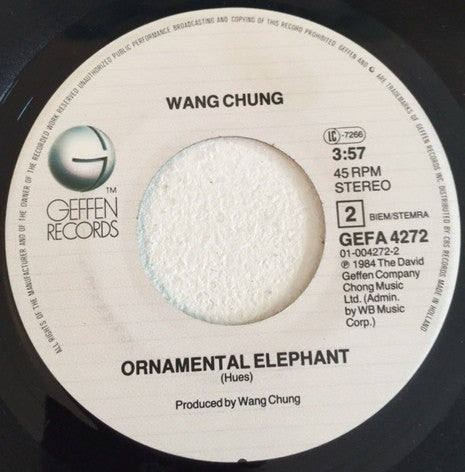 ALL RIGHTS OF THE MANUFACTURER AND OF THE OWNER OF THE RECORDED WORK RESERVED UNAUTHORIZED PUBLIC PERFORMANCE BROADCASTING AND COPYING OF THIS RECORD PROHIBITED. GEFFEN AND G ARE TRADEMARKS OF GEFFEN RECORDS INC. DISTRIBUTED BY CBS RECORDS MADE IN HOLLAND
WANG CHUNG
G
TM
GEFFEN
RECORDS
LC-7266
3:57
45 RPM
STEREO
2 BIEM/STEMRA
GEFA 4272
01-004272-2
℗ 1984 The David
Geffen Company
Chong Music
Ltd. (Admin.
by WB Music
Corp.)
ORNAMENTAL ELEPHANT
(Hues)
Produced by Wang Chung